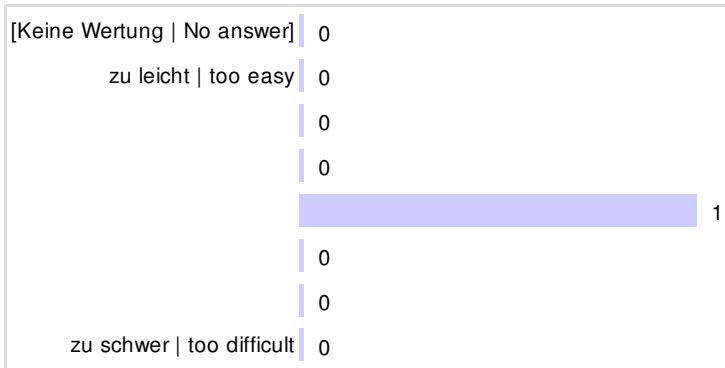 [Keine Wertung | No answer] 0
zu leicht | too easy 0
0
0
1
0
0
zu schwer | too difficult 0